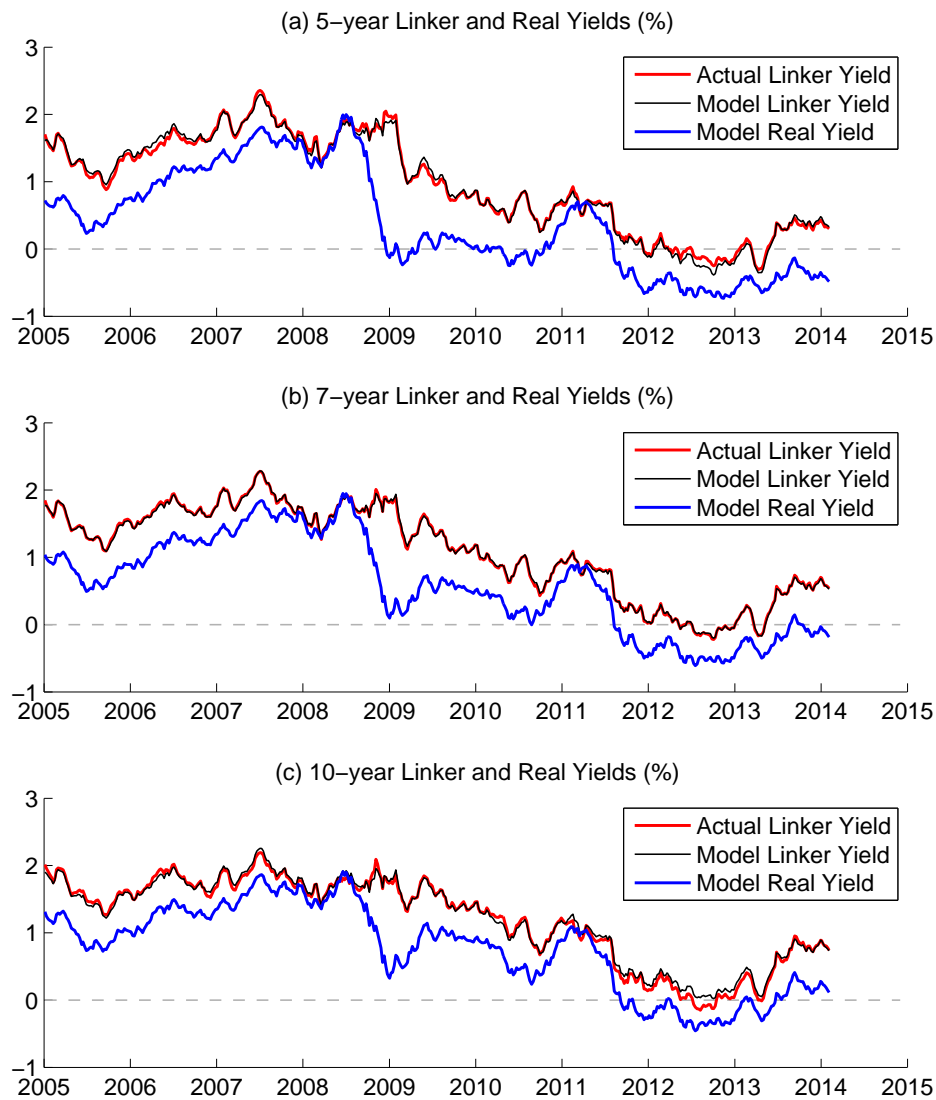 (a) 5−year Linker and Real Yields (%)
3
2
1
0
−1
Actual Linker Yield
Model Linker Yield
Model Real Yield
2005 2006 2007 2008 2009 2010 2011 2012 2013 2014 2015
(b) 7−year Linker and Real Yields (%)
3
2
1
0
−1
Actual Linker Yield
Model Linker Yield
Model Real Yield
2005 2006 2007 2008 2009 2010 2011 2012 2013 2014 2015
(c) 10−year Linker and Real Yields (%)
3
2
1
0
−1
Actual Linker Yield
Model Linker Yield
Model Real Yield
2005 2006 2007 2008 2009 2010 2011 2012 2013 2014 2015